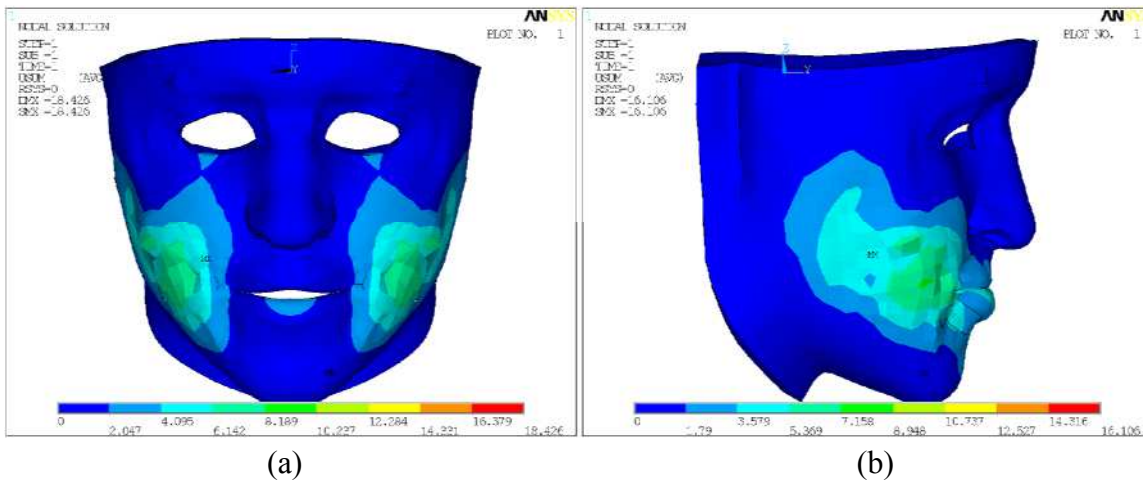 1
ANSYS
NODAL SOLUTION
PLOT NO. 1
STEP=1
SUB =1
TIME=1
USUM (AVG)
RSYS=0
DMX =18.426
SMX =18.426
Z
Y
MX
0 4.095 8.189 12.284 16.379
2.047 6.142 10.237 14.331 18.426
(a)
1
ANSYS
NODAL SOLUTION
PLOT NO. 1
STEP=1
SUB =1
TIME=1
USUM (AVG)
RSYS=0
DMX =16.106
SMX =16.106
Z
Y
MX
0 3.579 7.158 10.737 14.316
1.79 5.369 8.948 12.527 16.106
(b)